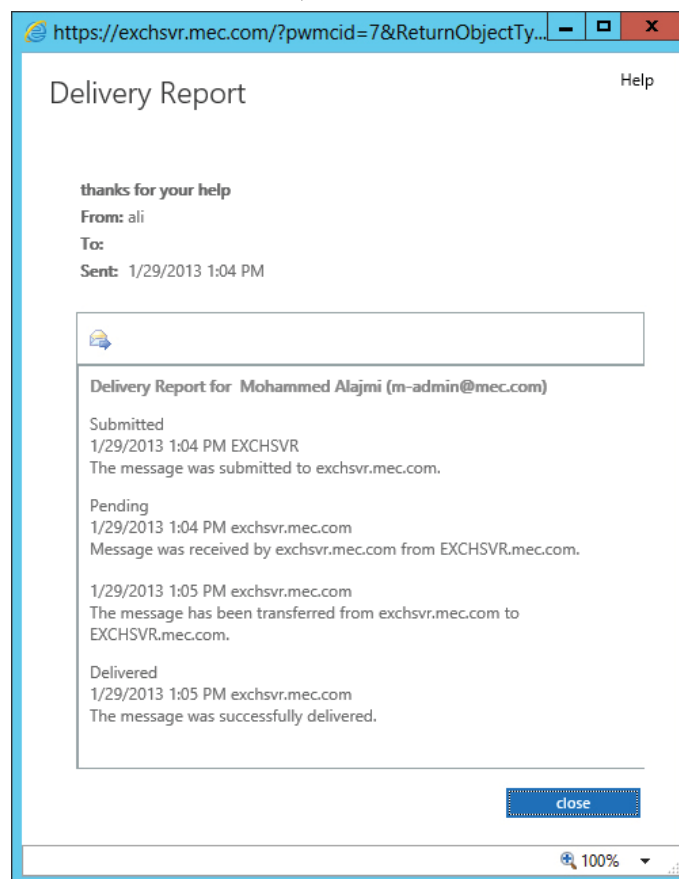 https://exchsvr.mec.com/?pwmcid=7&ReturnObjectTy...
Help
Delivery Report
thanks for your help
From: ali
To:
Sent: 1/29/2013 1:04 PM
Delivery Report for Mohammed Alajmi (m-admin@mec.com)
Submitted
1/29/2013 1:04 PM EXCHSVR
The message was submitted to exchsvr.mec.com.
Pending
1/29/2013 1:04 PM exchsvr.mec.com
Message was received by exchsvr.mec.com from EXCHSVR.mec.com.
1/29/2013 1:05 PM exchsvr.mec.com
The message has been transferred from exchsvr.mec.com to
EXCHSVR.mec.com.
Delivered
1/29/2013 1:05 PM exchsvr.mec.com
The message was successfully delivered.
close
100%